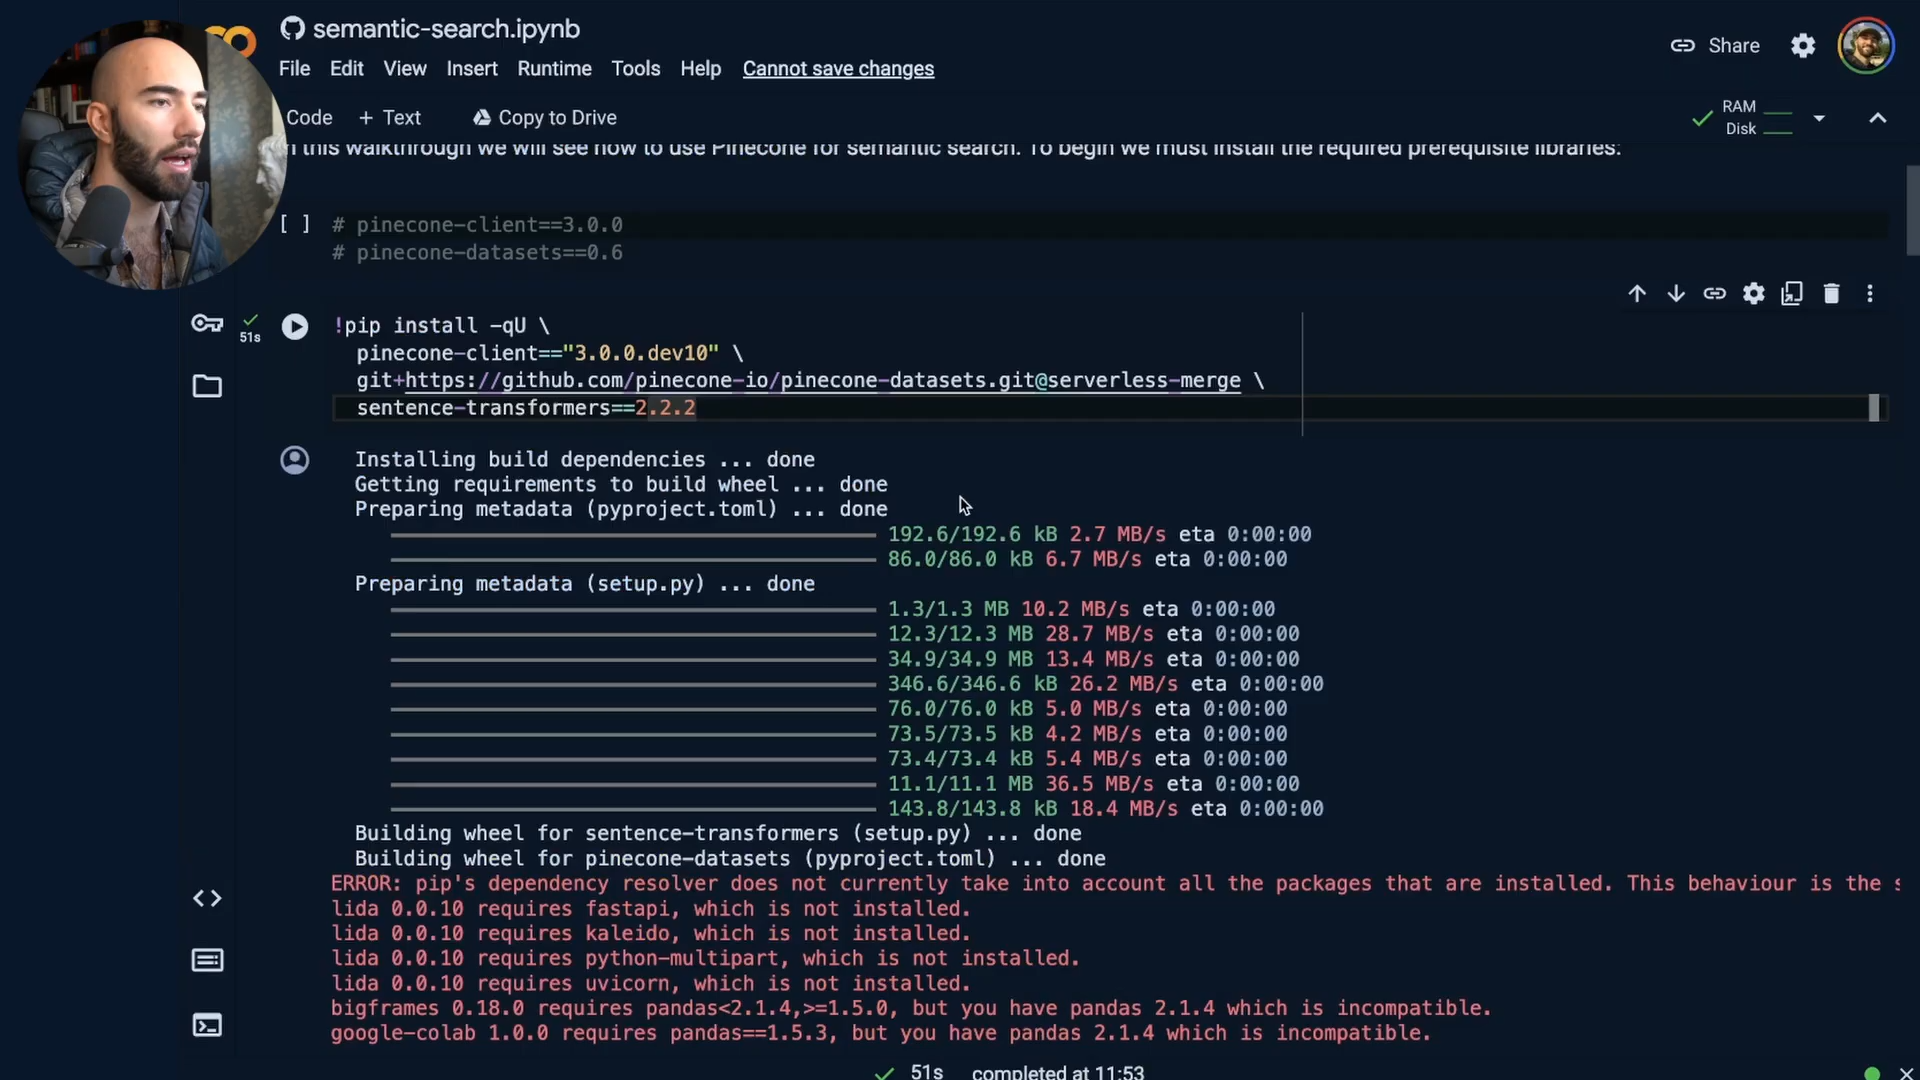 semantic-search.ipynb
Share
File Edit View Insert Runtime Tools Help Cannot save changes
Code + Text Copy to Drive
RAM
Disk
n this walkthrough we will see how to use Pinecone for semantic search. To begin we must install the required prerequisite libraries:
[ ] # pinecone-client==3.0.0
# pinecone-datasets==0.6
51s
!pip install -qU \
pinecone-client=="3.0.0.dev10" \
git+https://github.com/pinecone-io/pinecone-datasets.git@serverless-merge \
sentence-transformers==2.2.2
Installing build dependencies ... done
Getting requirements to build wheel ... done
Preparing metadata (pyproject.toml) ... done
192.6/192.6 kB 2.7 MB/s eta 0:00:00
86.0/86.0 kB 6.7 MB/s eta 0:00:00
Preparing metadata (setup.py) ... done
1.3/1.3 MB 10.2 MB/s eta 0:00:00
12.3/12.3 MB 28.7 MB/s eta 0:00:00
34.9/34.9 MB 13.4 MB/s eta 0:00:00
346.6/346.6 kB 26.2 MB/s eta 0:00:00
76.0/76.0 kB 5.0 MB/s eta 0:00:00
73.5/73.5 kB 4.2 MB/s eta 0:00:00
73.4/73.4 kB 5.4 MB/s eta 0:00:00
11.1/11.1 MB 36.5 MB/s eta 0:00:00
143.8/143.8 kB 18.4 MB/s eta 0:00:00
Building wheel for sentence-transformers (setup.py) ... done
Building wheel for pinecone-datasets (pyproject.toml) ... done
ERROR: pip's dependency resolver does not currently take into account all the packages that are installed. This behaviour is the s
lida 0.0.10 requires fastapi, which is not installed.
lida 0.0.10 requires kaleido, which is not installed.
lida 0.0.10 requires python-multipart, which is not installed.
lida 0.0.10 requires uvicorn, which is not installed.
bigframes 0.18.0 requires pandas<2.1.4,>=1.5.0, but you have pandas 2.1.4 which is incompatible.
google-colab 1.0.0 requires pandas==1.5.3, but you have pandas 2.1.4 which is incompatible.
51s completed at 11:53